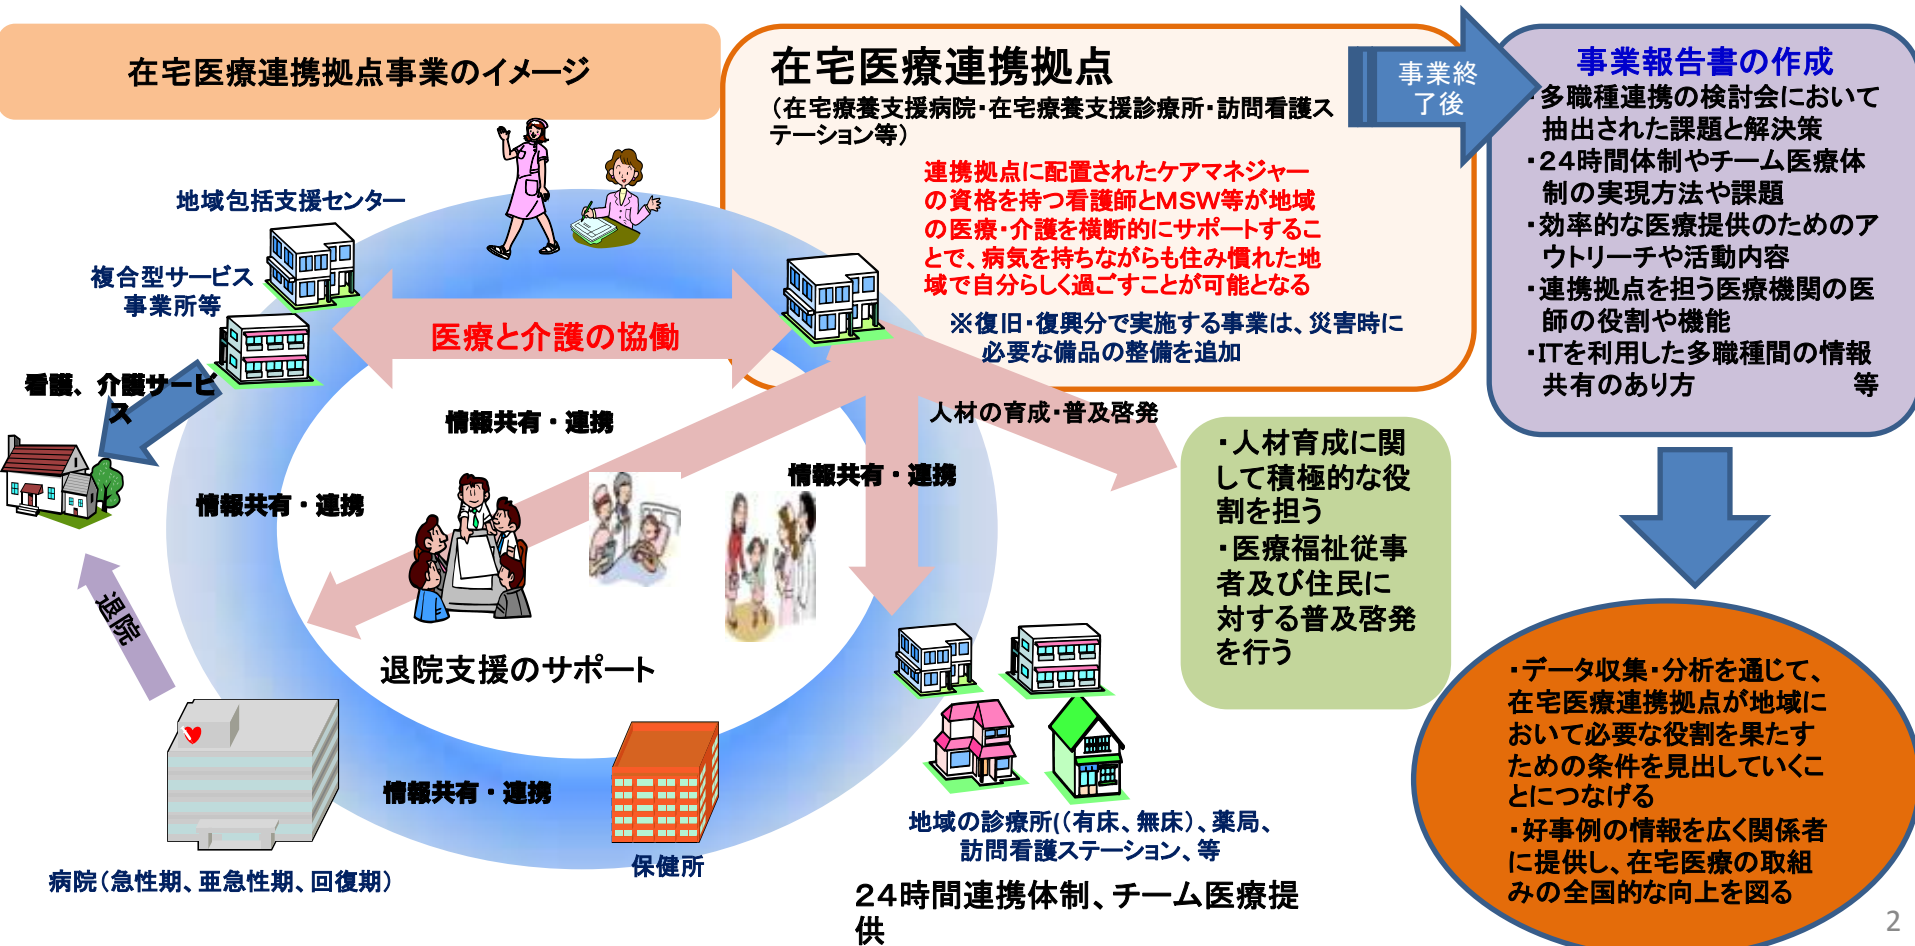 在宅医療連携拠点事業のイメージ
在宅医療連携拠点
（在宅療養支援病院・在宅療養支援診療所・訪問看護ス
テーション等）
連携拠点に配置されたケアマネジャー
の資格を持つ看護師とMSW等が地域
の医療・介護を横断的にサポートするこ
とで、病気を持ちながらも住み慣れた地
域で自分らしく過ごすことが可能となる
※復旧・復興分で実施する事業は、災害時に
必要な備品の整備を追加
事業終
了後
事業報告書の作成
・多職種連携の検討会において
抽出された課題と解決策
・２４時間体制やチーム医療体
制の実現方法や課題
・効率的な医療提供のためのア
ウトリーチや活動内容
・連携拠点を担う医療機関の医
師の役割や機能
・ITを利用した多職種間の情報
共有のあり方　　　　　　等
地域包括支援センター
複合型サービス
事業所等
医療と介護の協働
看護、介護サービ
ス
情報共有・連携
人材の育成・普及啓発
情報共有・連携
情報共有・連携
・人材育成に関
して積極的な役
割を担う
・医療福祉従事
者及び住民に
対する普及啓発
を行う
退院
退院支援のサポート
情報共有・連携
病院（急性期、亜急性期、回復期）
保健所
地域の診療所（（有床、無床）、薬局、
訪問看護ステーション、等
２４時間連携体制、チーム医療提
供
・データ収集・分析を通じて、
在宅医療連携拠点が地域に
おいて必要な役割を果たす
ための条件を見出していくこ
とにつなげる
・好事例の情報を広く関係者
に提供し、在宅医療の取組
みの全国的な向上を図る
2